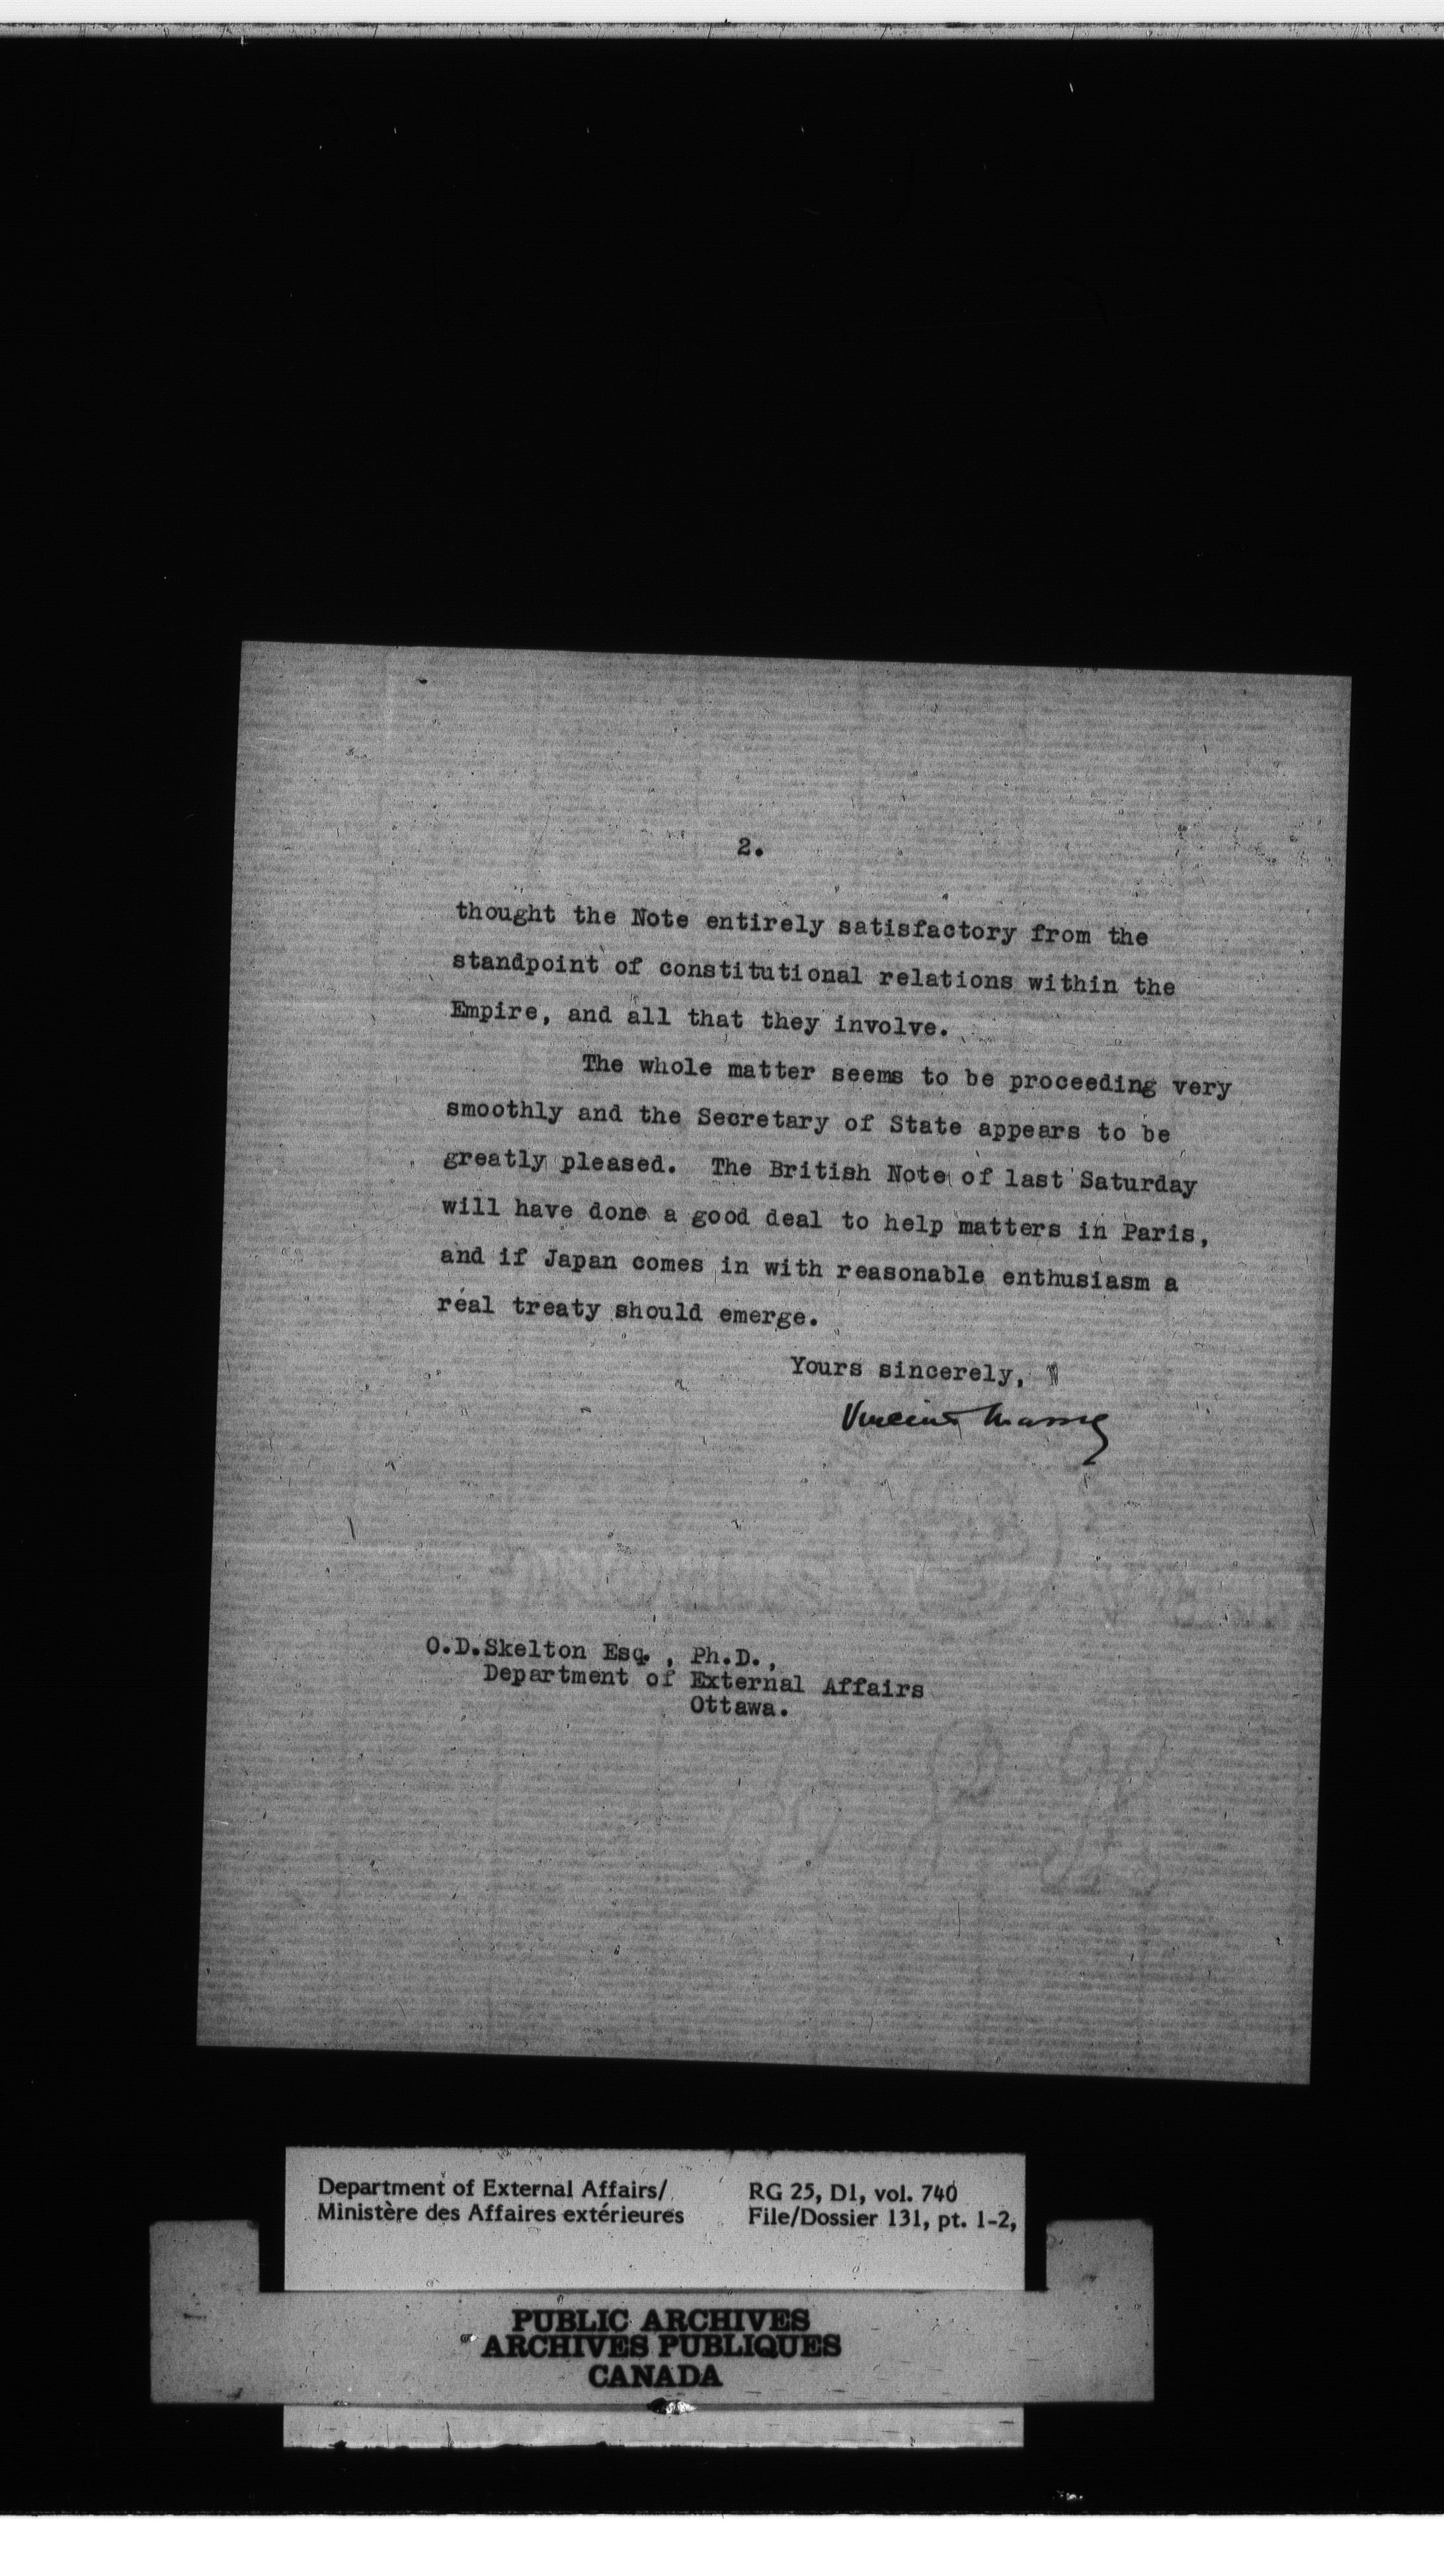 2.
thought the Note entirely satisfactory from the
standpoint of constitutional relations within the
Empire, and all that they involve.
The whole matter seems to be proceeding very
smoothly and the Secretary of State appears to be
greatly pleased. The British Note of last Saturday
will have done a good deal to help matters in Paris,
and if Japan comes in with reasonable enthusiasm a
real treaty should emerge.
Yours sincerely,
Vincent Massey
O.D.Skelton Esq., Ph.D.,
Department of External Affairs
Ottawa.
Department of External Affairs/
Ministère des Affaires extérieures
RG 25, D1, vol. 740
File/Dossier 131, pt. 1-2,
PUBLIC ARCHIVES
ARCHIVES PUBLIQUES
CANADA